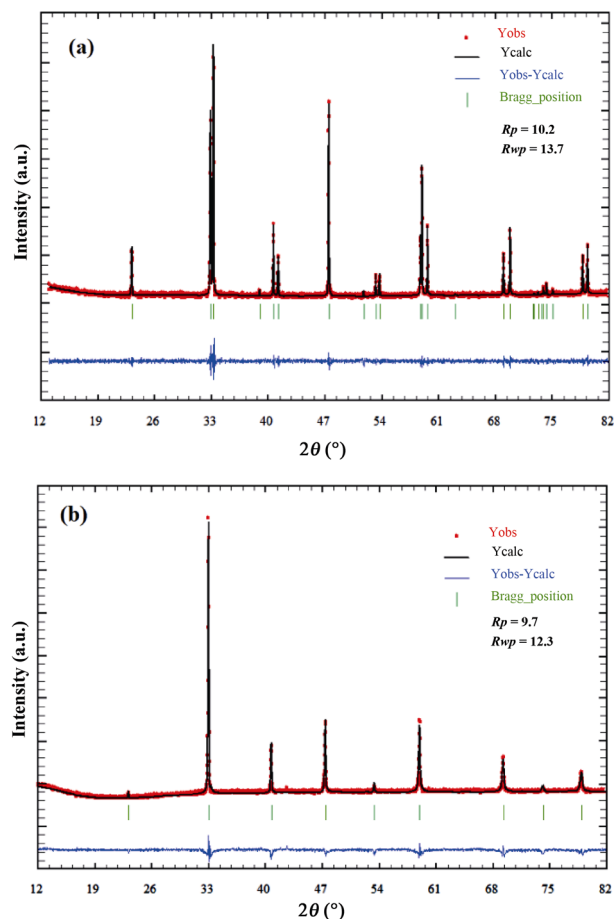 (a)
Yobs
Ycalc
Yobs-Ycalc
Bragg_position
Rp = 10.2
Rwp = 13.7
Intensity (a.u.)
12 19 26 33 40 47 54 61 68 75 82
2θ (°)
(b)
Yobs
Ycalc
Yobs-Ycalc
Bragg_position
Rp = 9.7
Rwp = 12.3
Intensity (a.u.)
12 19 26 33 40 47 54 61 68 75 82
2θ (°)